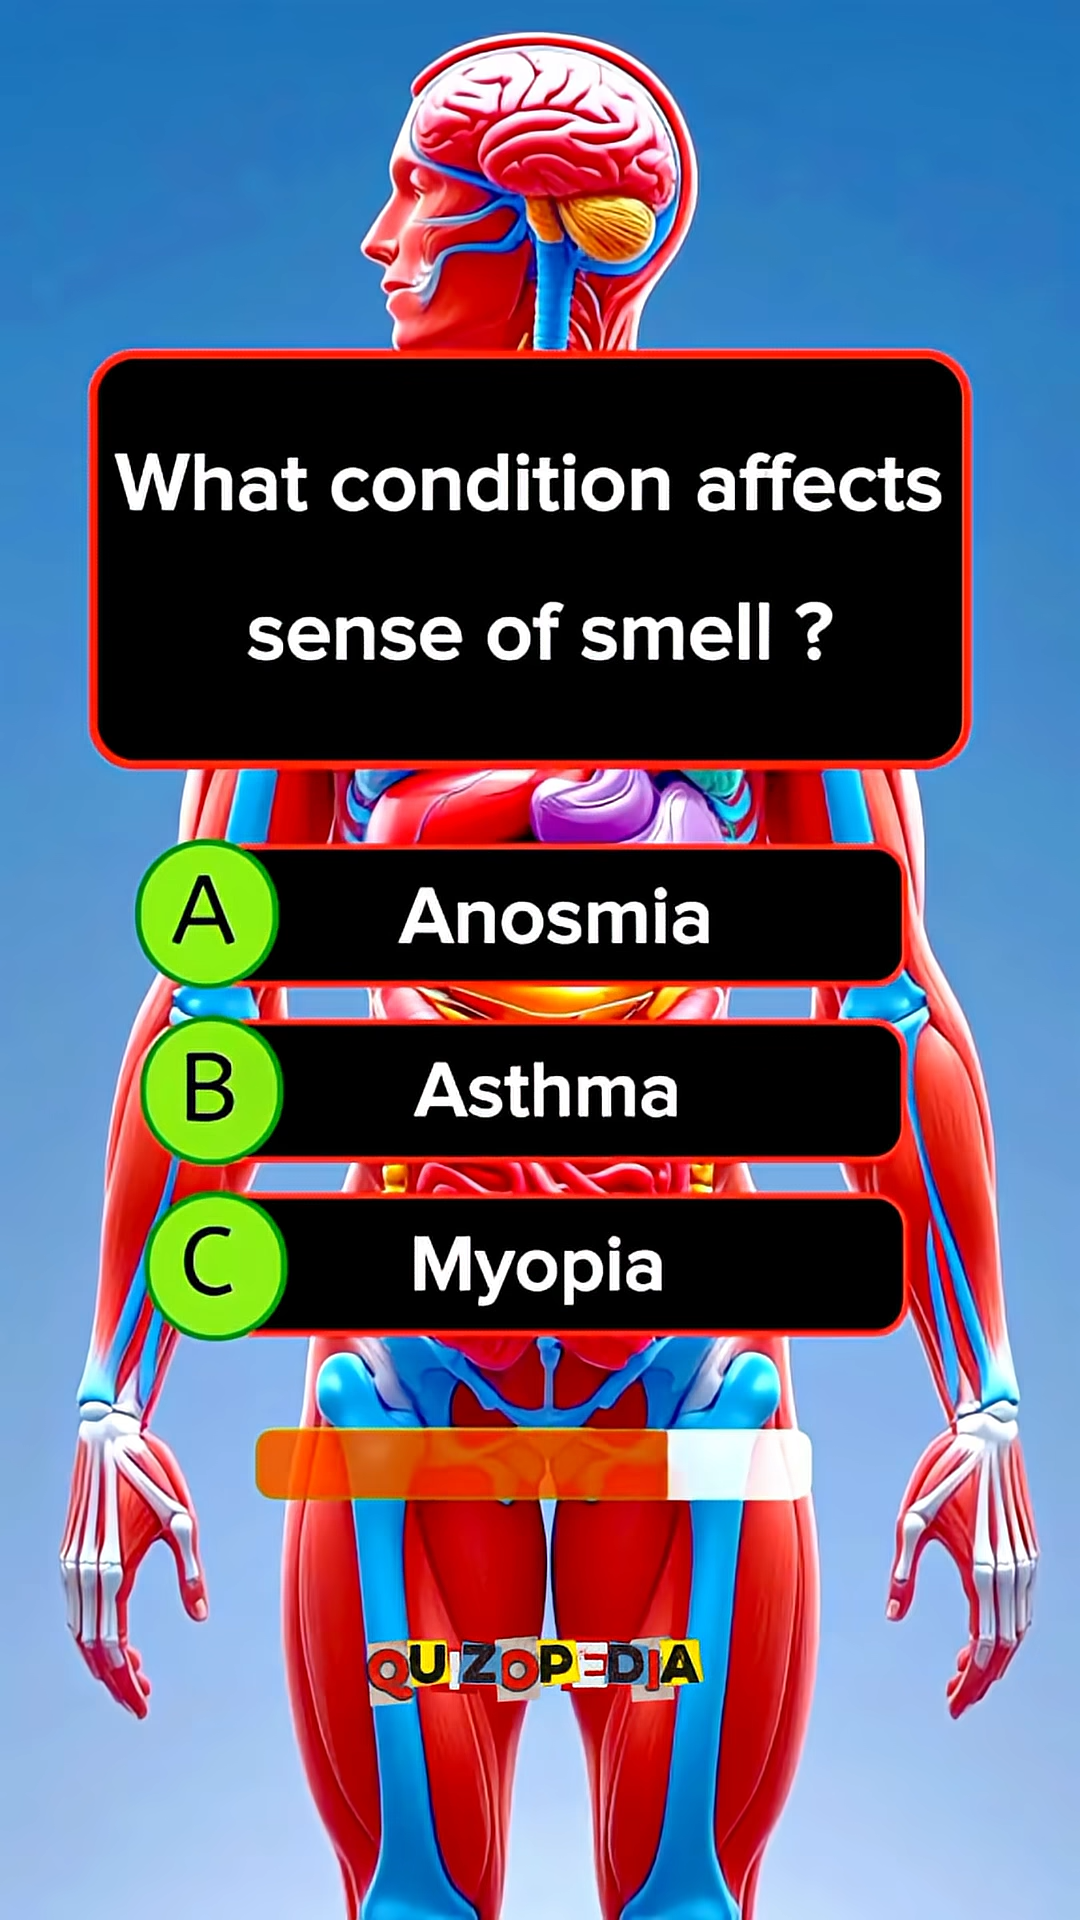 What condition affects
sense of smell ?
A Anosmia
B Asthma
C Myopia
QUIZOPEDIA